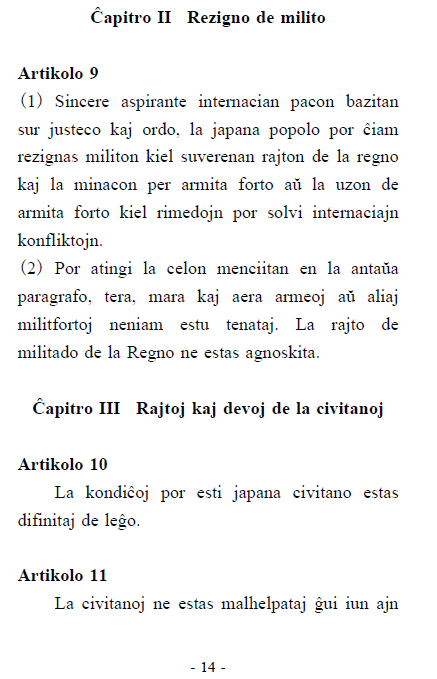 Ĉapitro II Rezigno de milito
Artikolo 9
(1) Sincere aspirante internacian pacon bazitan
sur justeco kaj ordo, la japana popolo por ĉiam
rezignas militon kiel suverenan rajton de la regno
kaj la minacon per armita forto aǔ la uzon de
armita forto kiel rimedojn por solvi internaciajn
konfliktojn.
(2) Por atingi la celon menciitan en la antaǔa
paragrafo, tera, mara kaj aera armeoj aǔ aliaj
militfortoj neniam estu tenataj. La rajto de
militado de la Regno ne estas agnoskita.
Ĉapitro III Rajtoj kaj devoj de la civitanoj
Artikolo 10
La kondiĉoj por esti japana civitano estas
difinitaj de leĝo.
Artikolo 11
La civitanoj ne estas malhelpataj ĝui iun ajn
- 14 -